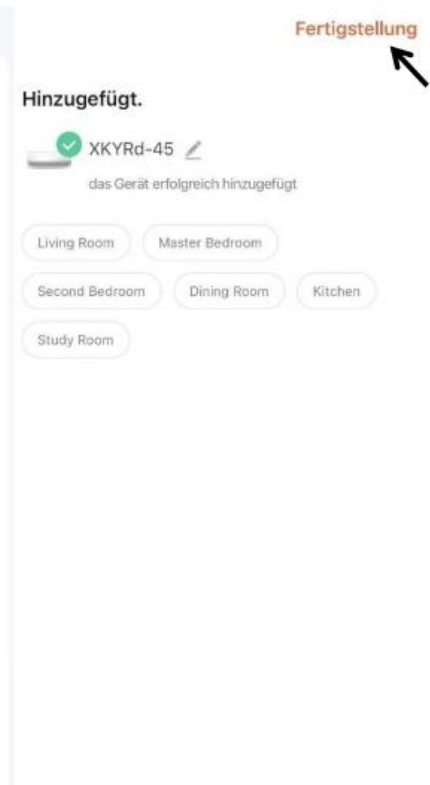 Fertigstellung
Hinzugefügt.
XKYRd-45
das Gerät erfolgreich hinzugefügt
Living Room Master Bedroom
Second Bedroom Dining Room Kitchen
Study Room